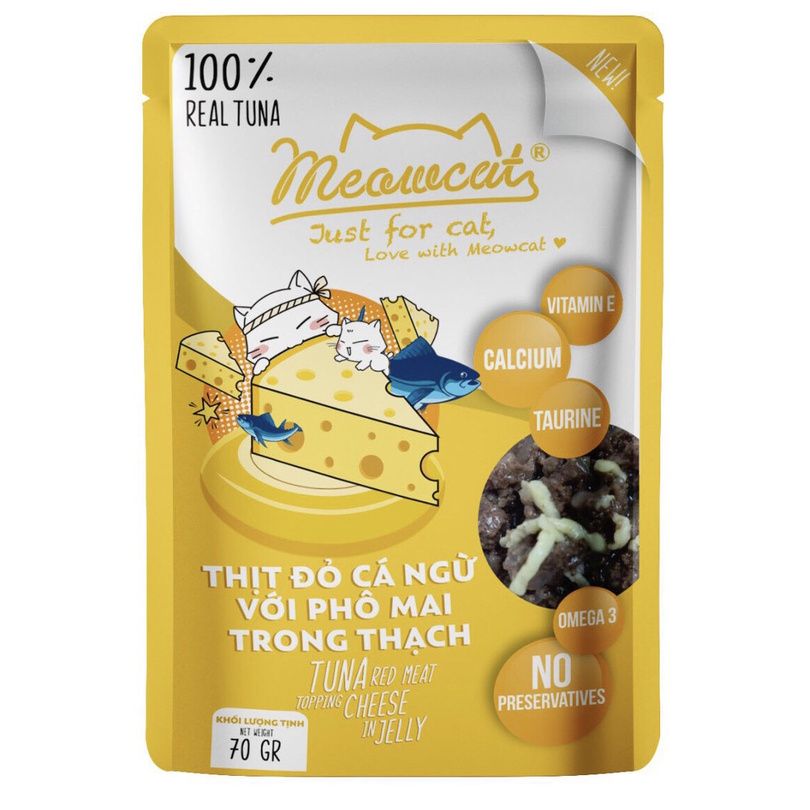 100%
REAL TUNA
NEW!
Meowcat®
Just for cat,
Love with Meowcat ♥
VITAMIN E
CALCIUM
TAURINE
THỊT ĐỎ CÁ NGỪ
VỚI PHÔ MAI
TRONG THẠCH
TUNA RED MEAT
TOPPING CHEESE
IN JELLY
OMEGA 3
NO
PRESERVATIVES
KHỐI LƯỢNG TỊNH
NET WEIGHT
70 GR